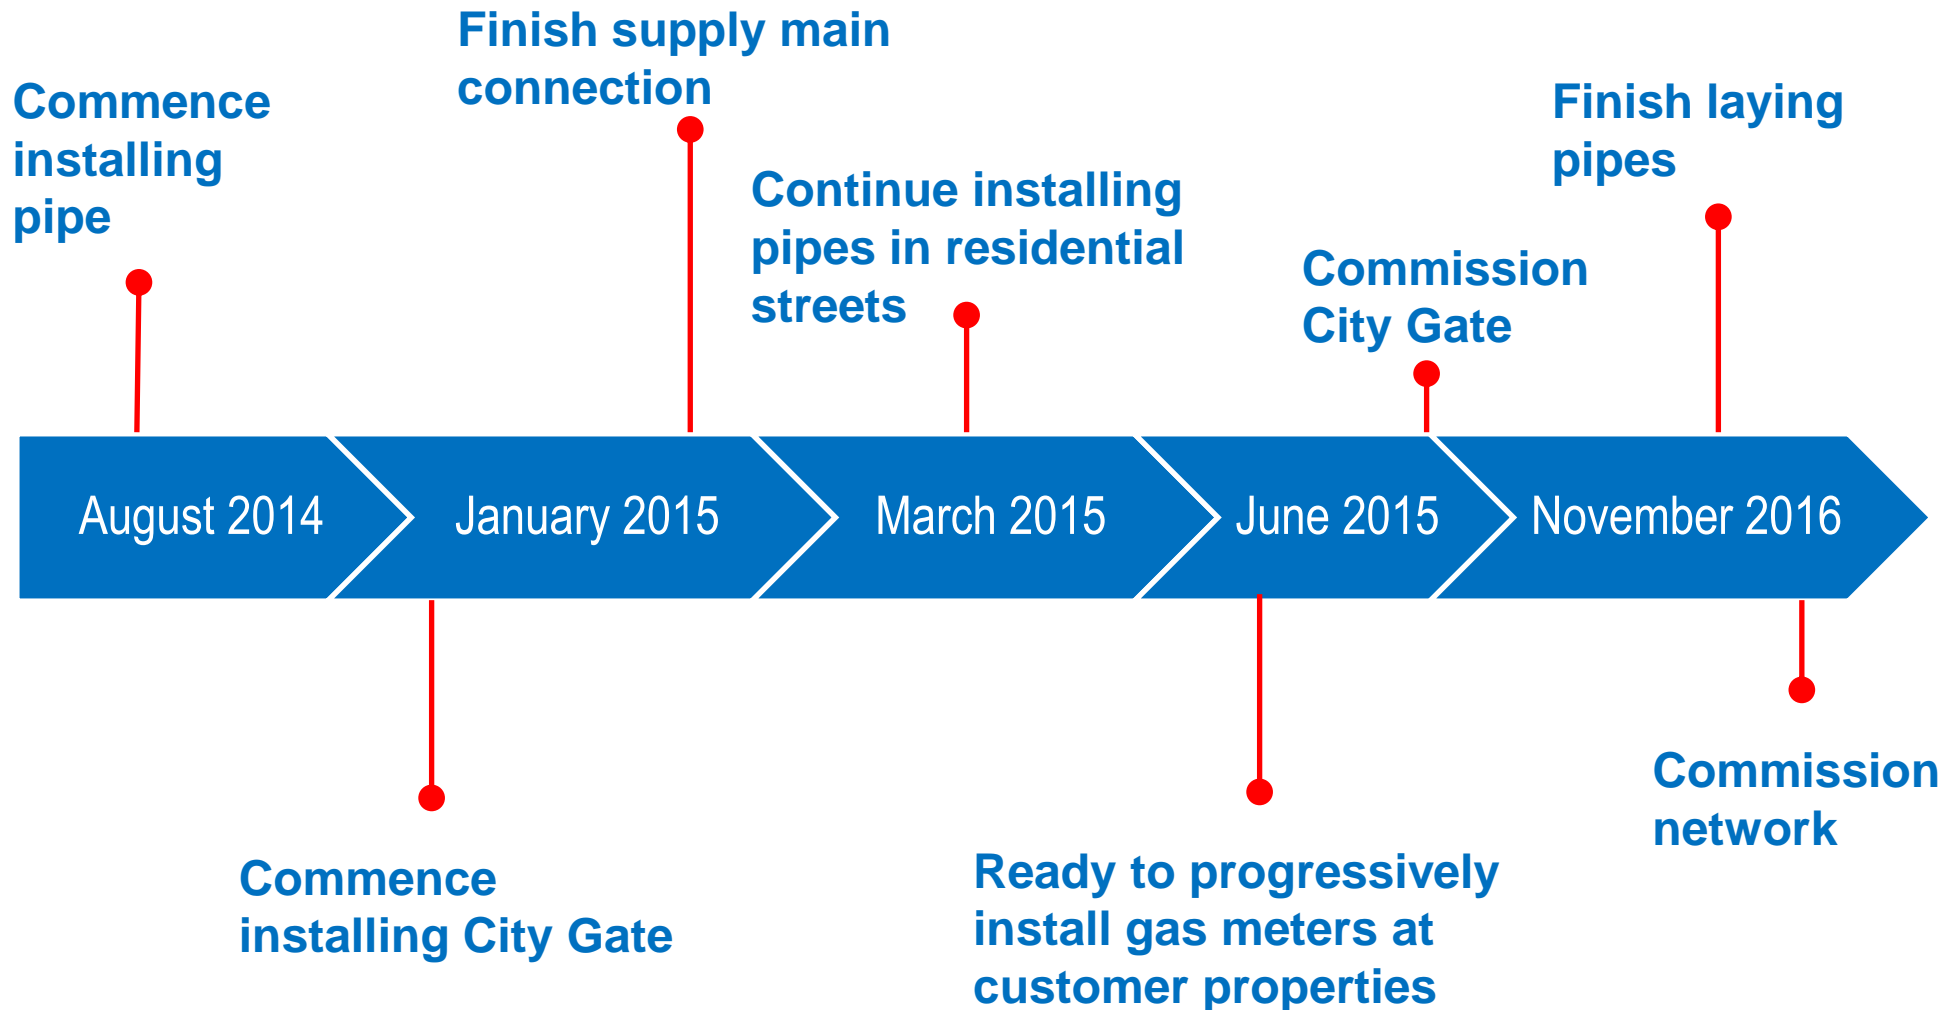 Finish supply main
connection
Commence
installing
pipe
Finish laying
pipes
Continue installing
pipes in residential
streets
Commission
City Gate
August 2014
January 2015
March 2015
June 2015
November 2016
Commission
network
Commence
installing City Gate
Ready to progressively
install gas meters at
customer properties